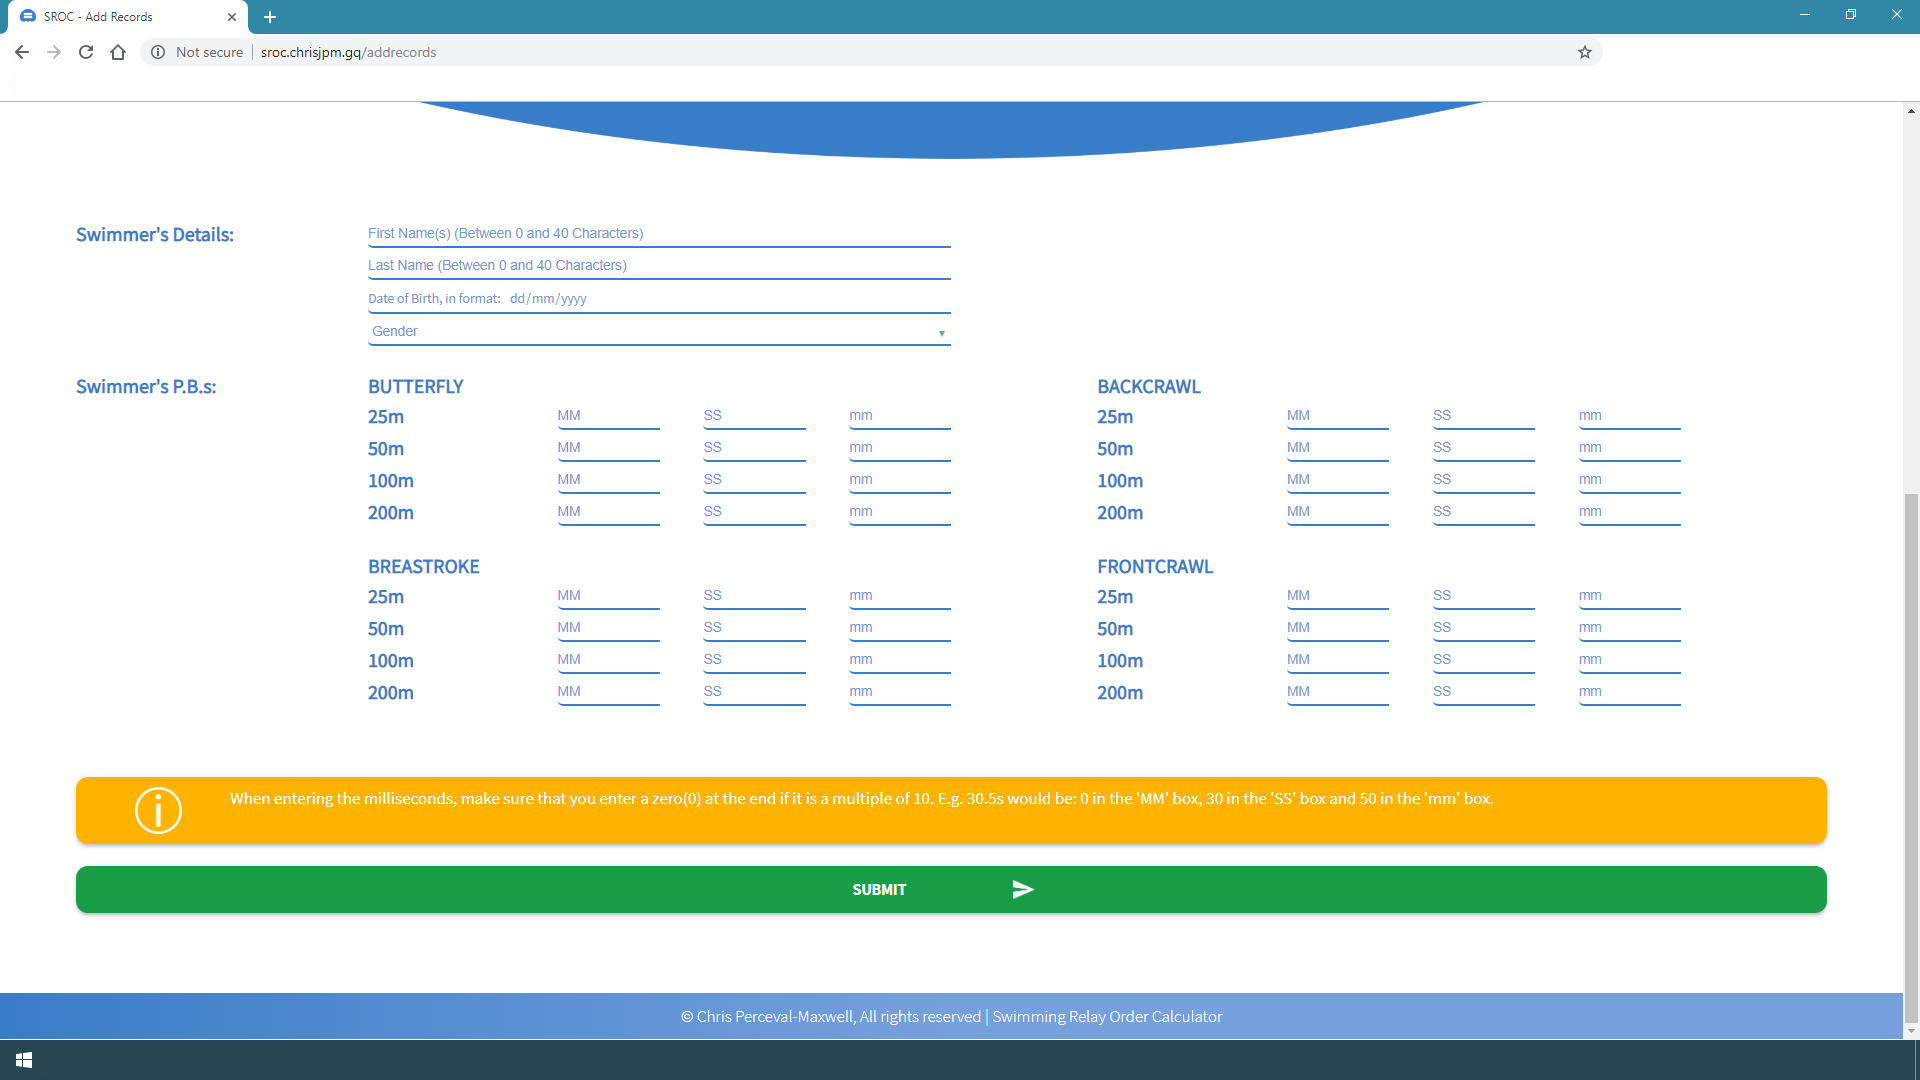 SROC - Add Records
Not secure
sroc.chrisjpm.gq/addrecords
Swimmer's Details:
First Name(s) (Between 0 and 40 Characters)
Last Name (Between 0 and 40 Characters)
Date of Birth, in format: dd/mm/yyyy
Gender
Swimmer's P.B.s:
BUTTERFLY
25m MM SS mm
50m MM SS mm
100m MM SS mm
200m MM SS mm
BACKCRAWL
25m MM SS mm
50m MM SS mm
100m MM SS mm
200m MM SS mm
BREASTROKE
25m MM SS mm
50m MM SS mm
100m MM SS mm
200m MM SS mm
FRONTCRAWL
25m MM SS mm
50m MM SS mm
100m MM SS mm
200m MM SS mm
When entering the milliseconds, make sure that you enter a zero(0) at the end if it is a multiple of 10. E.g. 30.5s would be: 0 in the 'MM' box, 30 in the 'SS' box and 50 in the 'mm' box.
SUBMIT
© Chris Perceval-Maxwell, All rights reserved | Swimming Relay Order Calculator